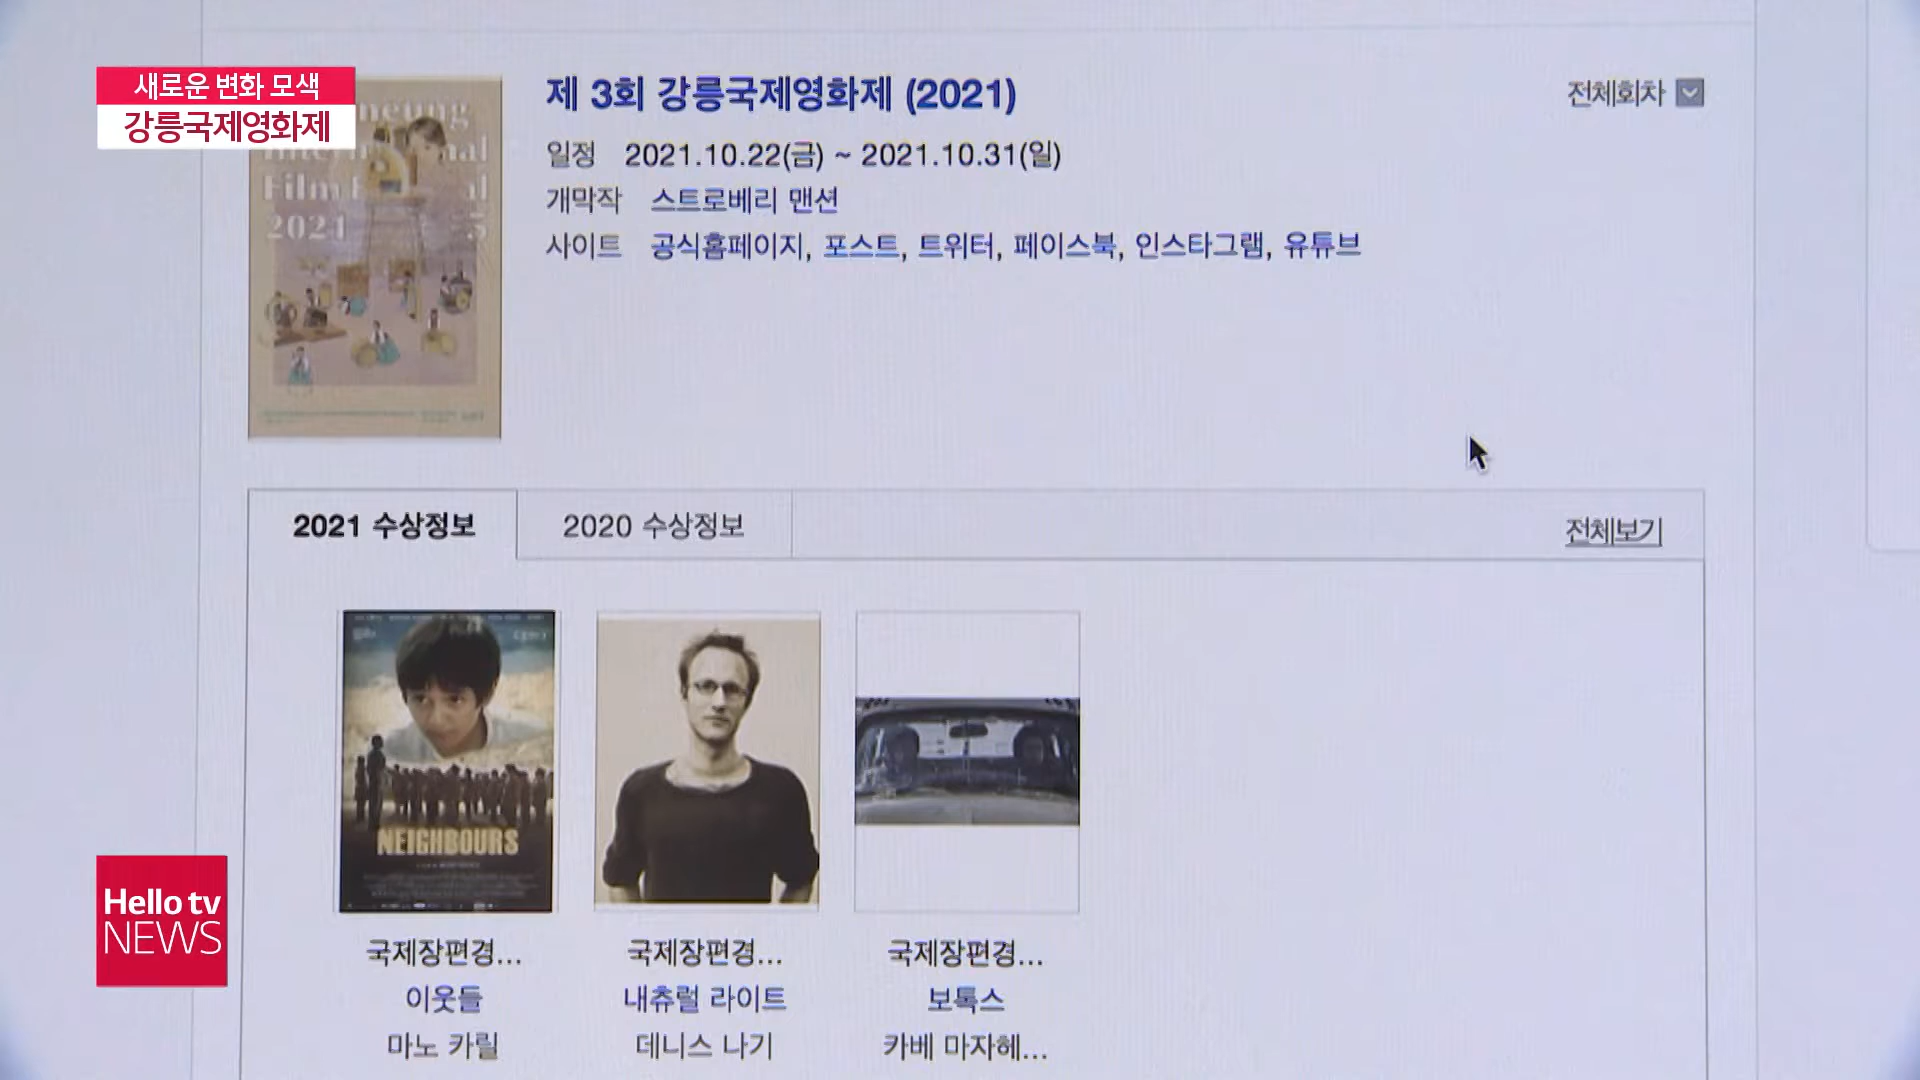 새로운 변화 모색
강릉국제영화제
International
Film Festival
2021
제 3회 강릉국제영화제 (2021)
전체회차
일정 2021.10.22(금) ~ 2021.10.31(일)
개막작 스트로베리 맨션
사이트 공식홈페이지, 포스트, 트위터, 페이스북, 인스타그램, 유튜브
2021 수상정보
2020 수상정보
전체보기
NEIGHBOURS
국제장편경...
이웃들
마노 카릴
국제장편경...
내츄럴 라이트
데니스 나기
국제장편경...
보톡스
카베 마자헤...
Hello tv
NEWS